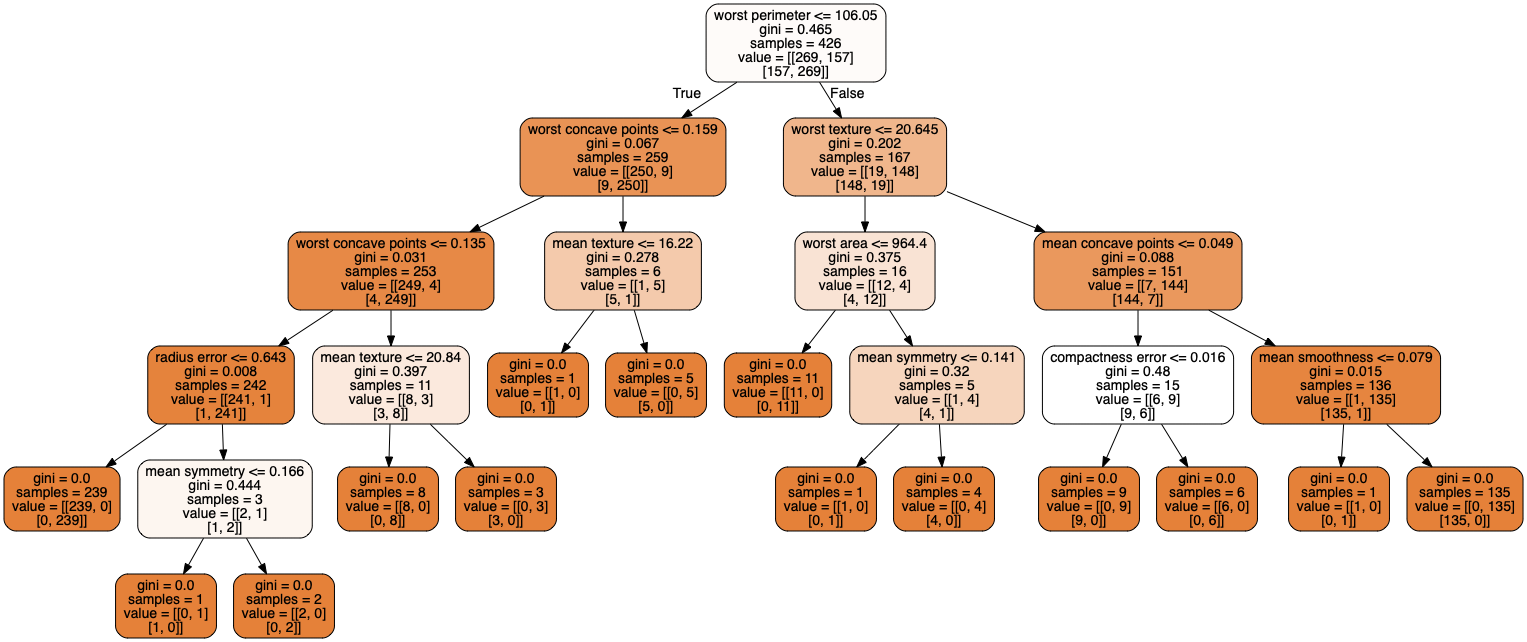 worst perimeter <= 106.05
gini = 0.465
samples = 426
value = [[269, 157]
[157, 269]]
True
False
worst concave points <= 0.159
gini = 0.067
samples = 259
value = [[250, 9]
[9, 250]]
worst texture <= 20.645
gini = 0.202
samples = 167
value = [[19, 148]
[148, 19]]
worst concave points <= 0.135
gini = 0.031
samples = 253
value = [[249, 4]
[4, 249]]
mean texture <= 16.22
gini = 0.278
samples = 6
value = [[1, 5]
[5, 1]]
worst area <= 964.4
gini = 0.375
samples = 16
value = [[12, 4]
[4, 12]]
mean concave points <= 0.049
gini = 0.088
samples = 151
value = [[7, 144]
[144, 7]]
radius error <= 0.643
gini = 0.008
samples = 242
value = [[241, 1]
[1, 241]]
mean texture <= 20.84
gini = 0.397
samples = 11
value = [[8, 3]
[3, 8]]
gini = 0.0
samples = 1
value = [[1, 0]
[0, 1]]
gini = 0.0
samples = 5
value = [[0, 5]
[5, 0]]
gini = 0.0
samples = 11
value = [[11, 0]
[0, 11]]
mean symmetry <= 0.141
gini = 0.32
samples = 5
value = [[1, 4]
[4, 1]]
compactness error <= 0.016
gini = 0.48
samples = 15
value = [[6, 9]
[9, 6]]
mean smoothness <= 0.079
gini = 0.015
samples = 136
value = [[1, 135]
[135, 1]]
gini = 0.0
samples = 239
value = [[239, 0]
[0, 239]]
mean symmetry <= 0.166
gini = 0.444
samples = 3
value = [[2, 1]
[1, 2]]
gini = 0.0
samples = 8
value = [[8, 0]
[0, 8]]
gini = 0.0
samples = 3
value = [[0, 3]
[3, 0]]
gini = 0.0
samples = 1
value = [[1, 0]
[0, 1]]
gini = 0.0
samples = 4
value = [[0, 4]
[4, 0]]
gini = 0.0
samples = 9
value = [[0, 9]
[9, 0]]
gini = 0.0
samples = 6
value = [[6, 0]
[0, 6]]
gini = 0.0
samples = 1
value = [[1, 0]
[0, 1]]
gini = 0.0
samples = 135
value = [[0, 135]
[135, 0]]
gini = 0.0
samples = 1
value = [[0, 1]
[1, 0]]
gini = 0.0
samples = 2
value = [[2, 0]
[0, 2]]